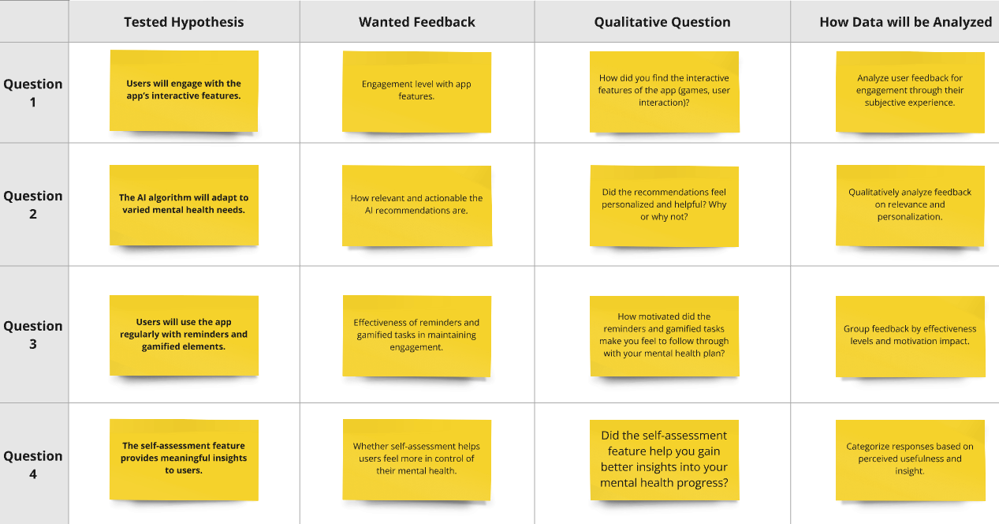 Tested Hypothesis
Wanted Feedback
Qualitative Question
How Data will be Analyzed
Question
1
Users will engage with the
app's interactive features.
Engagement level with app
features.
How did you find the interactive
features of the app (games, user
interaction)?
Analyze user feedback for
engagement through their
subjective experience.
Question
2
The AI algorithm will adapt to
varied mental health needs.
How relevant and actionable the
AI recommendations are.
Did the recommendations feel
personalized and helpful? Why
or why not?
Qualitatively analyze feedback
on relevance and
personalization.
Question
3
Users will use the app
regularly with reminders and
gamified elements.
Effectiveness of reminders and
gamified tasks in maintaining
engagement.
How motivated did the
reminders and gamified tasks
make you feel to follow through
with your mental health plan?
Group feedback by effectiveness
levels and motivation impact.
Question
4
The self-assessment feature
provides meaningful insights
to users.
Whether self-assessment helps
users feel more in control of
their mental health.
Did the self-assessment
feature help you gain
better insights into your
mental health progress?
Categorize responses based on
perceived usefulness and
insight.